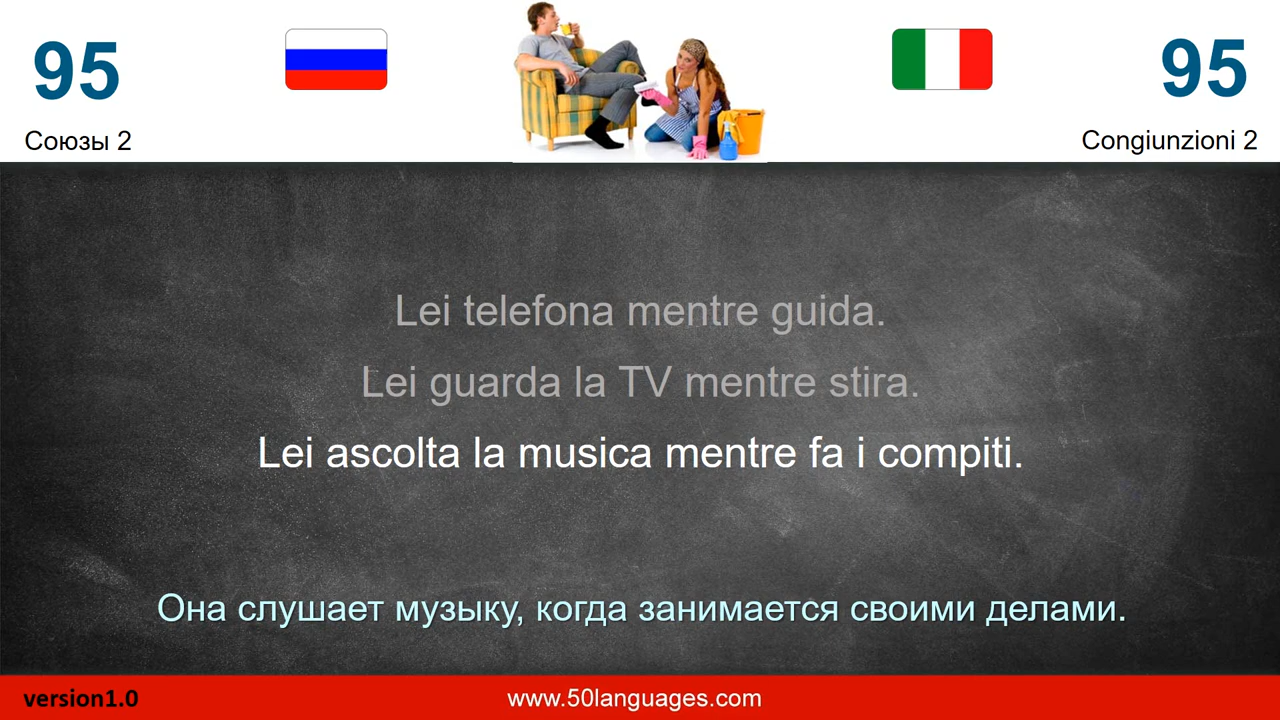 95
95
Союзы 2
Congiunzioni 2
Lei telefona mentre guida.
Lei guarda la TV mentre stira.
Lei ascolta la musica mentre fa i compiti.
Она слушает музыку, когда занимается своими делами.
version1.0
www.50languages.com